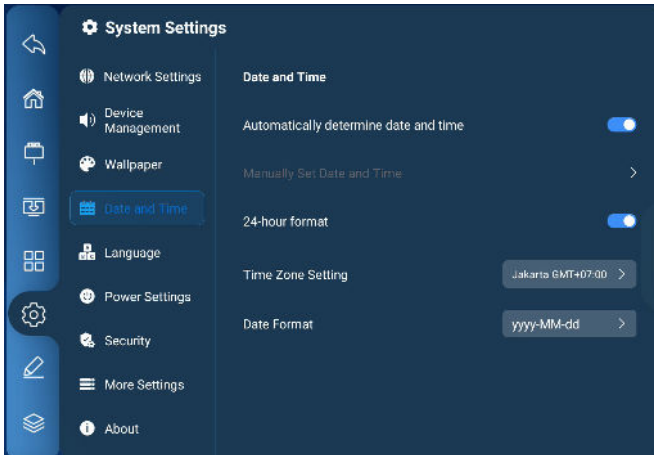 System Settings
Network Settings
Device
Management
Wallpaper
Date and Time
Language
Power Settings
Security
More Settings
About
Date and Time
Automatically determine date and time
Manually Set Date and Time
24-hour format
Time Zone Setting
Jakarta GMT+07:00
Date Format
yyyy-MM-dd